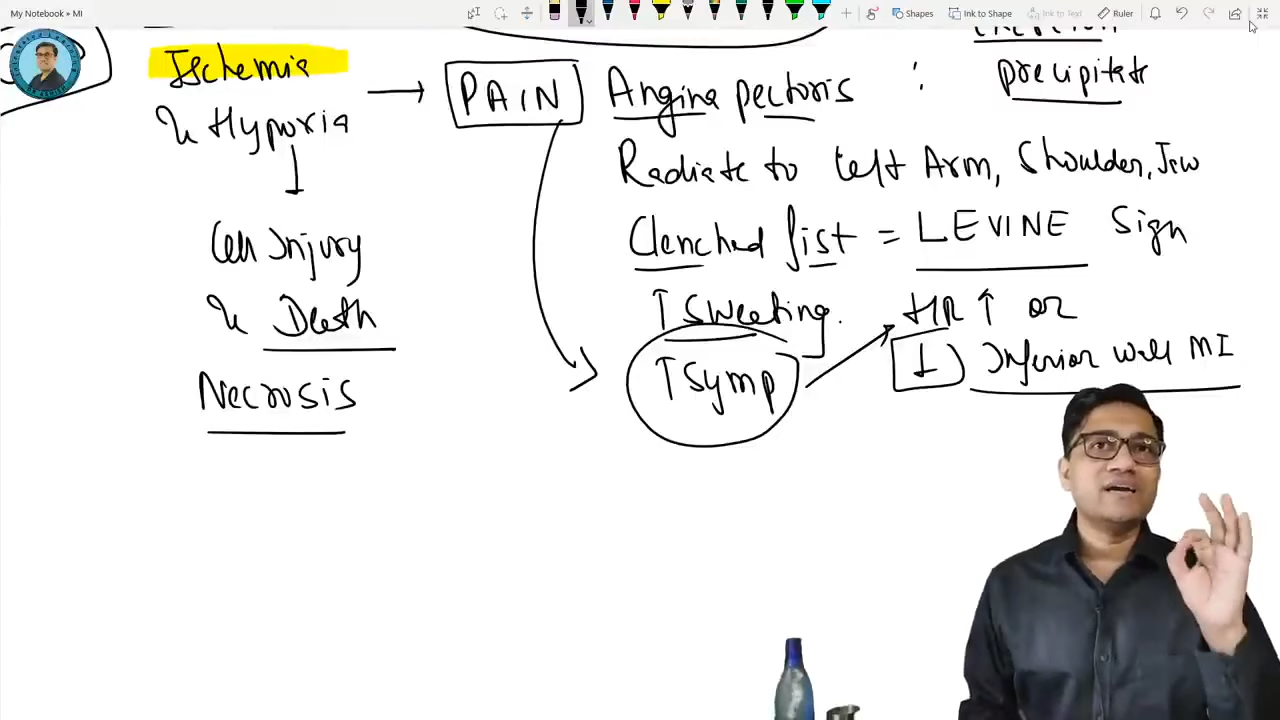 My Notebook » MI
Shapes
Ink to Shape
Ink to Text
Ruler
Ischemia
Hypoxia
Cell Injury
Death
Necrosis
PAIN
Angina pectoris :
precipitate
Radiate to left Arm, Shoulder, Jaw
Clenched fist = LEVINE Sign
↑ Sweating.
↑ Symp
HR ↑ or
↓ Inferior wall MI